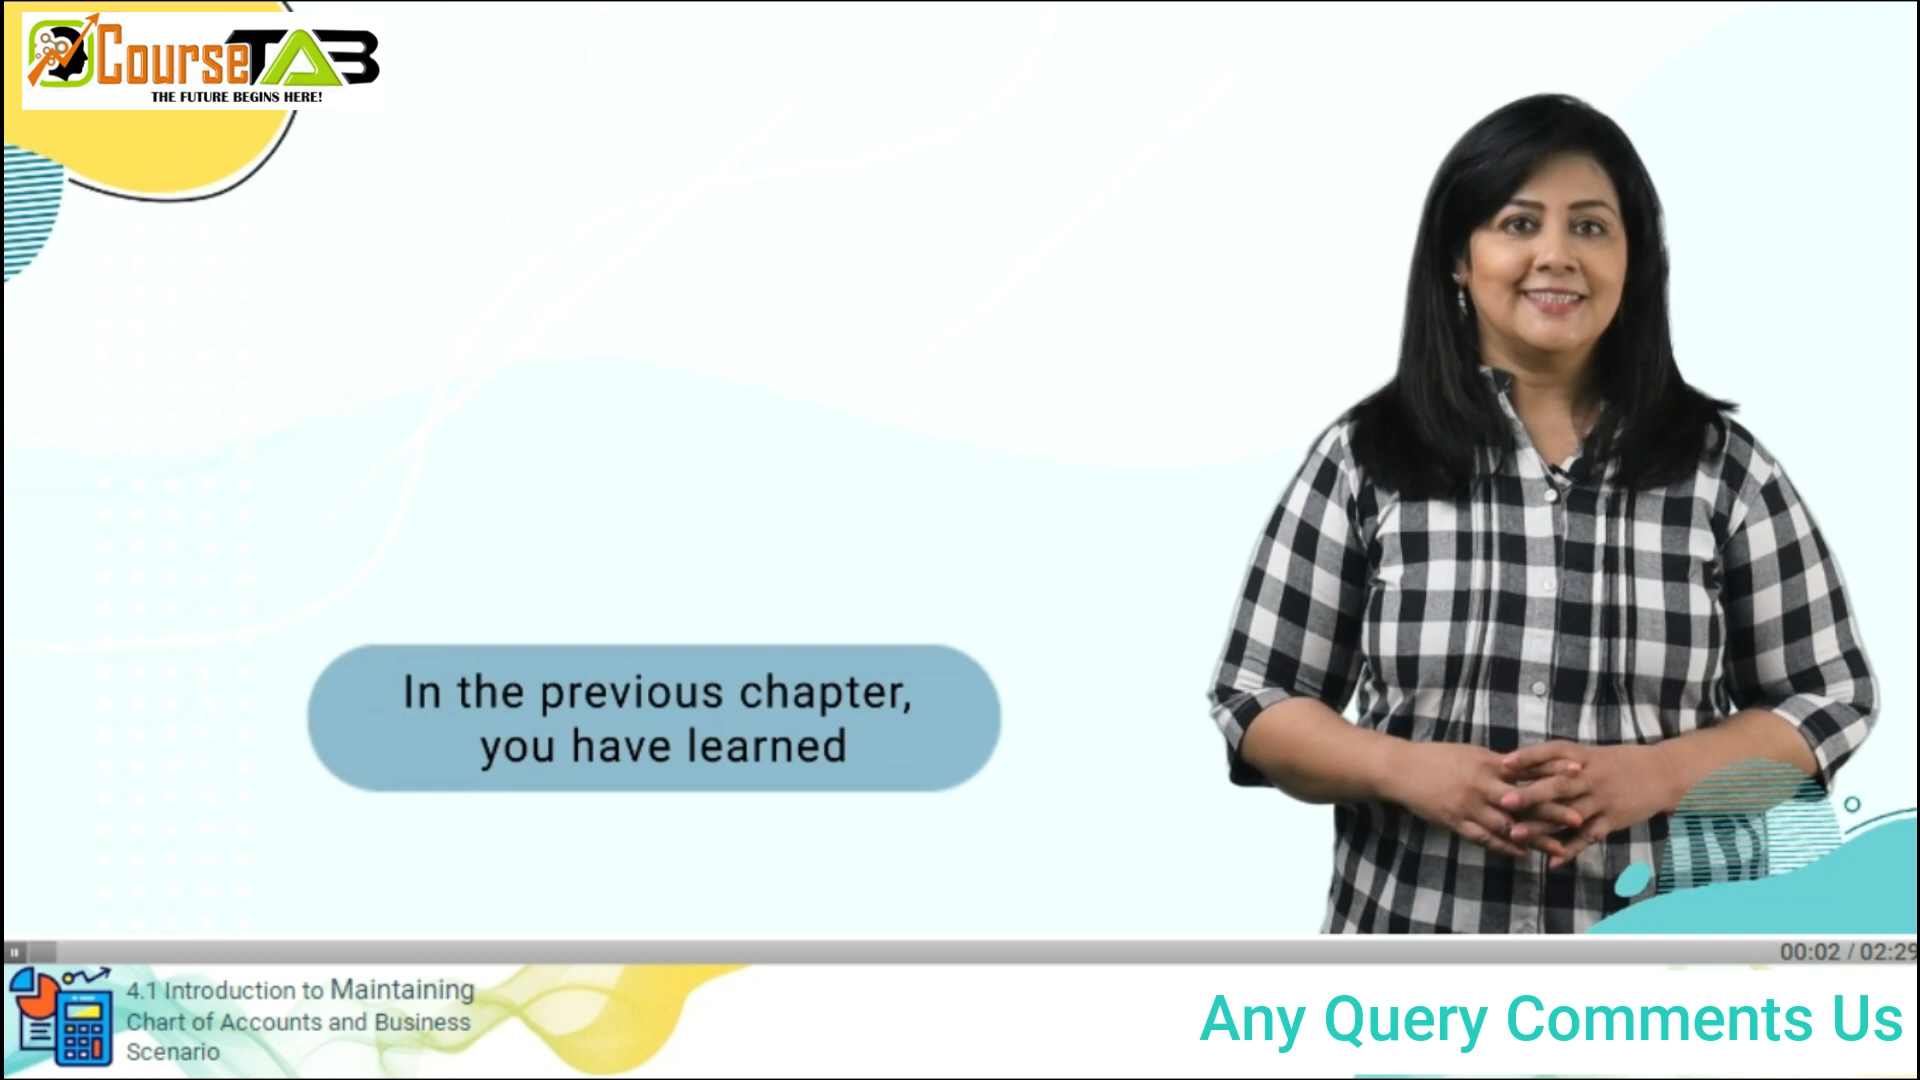 CourseTAB
THE FUTURE BEGINS HERE!
In the previous chapter,
you have learned
00:02 / 02:29
4.1 Introduction to Maintaining
Chart of Accounts and Business
Scenario
Any Query Comments Us